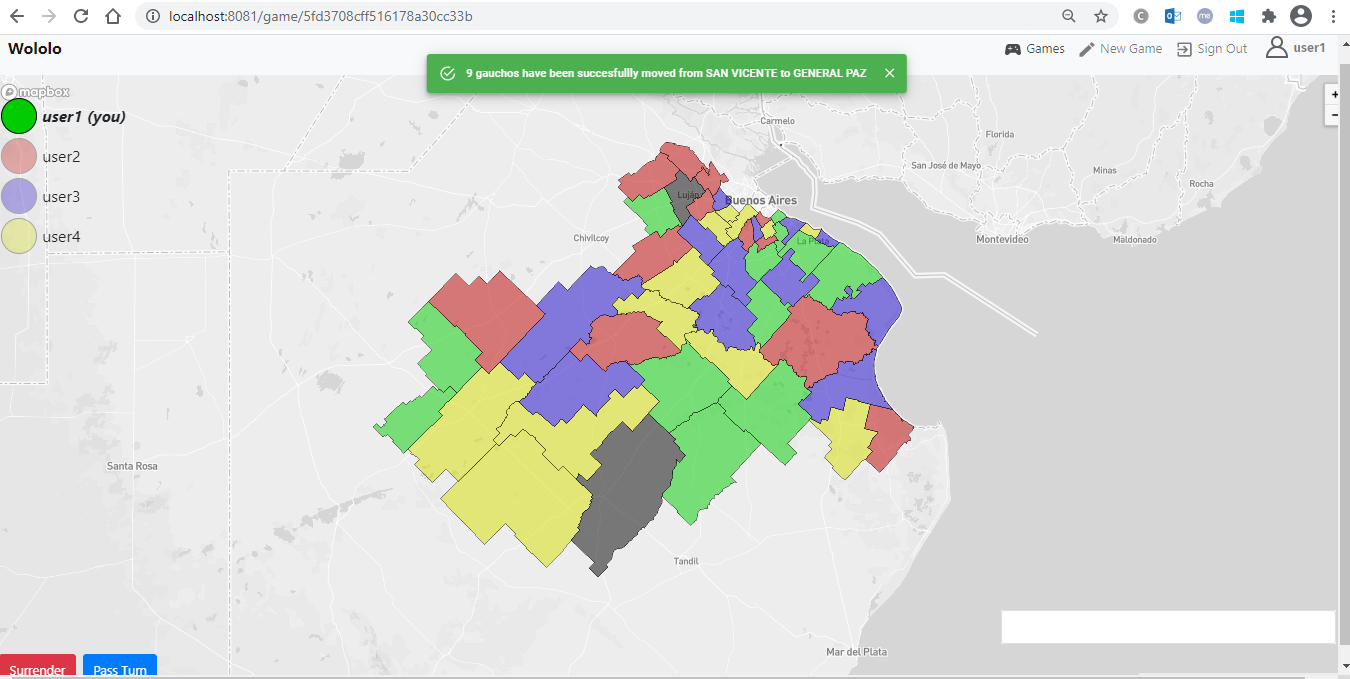 localhost:8081/game/5fd3708cff516178a30cc33b
Wololo
Games
New Game
Sign Out
user1
9 gauchos have been succesfullly moved from SAN VICENTE to GENERAL PAZ
mapbox
user1 (you)
user2
user3
user4
Carmelo
Florida
San José de Mayo
Minas
Rocha
Luján
Buenos Aires
Chivilcoy
La Plata
Montevideo
Maldonado
Santa Rosa
Tandil
Mar del Plata
Surrender
Pass Turn